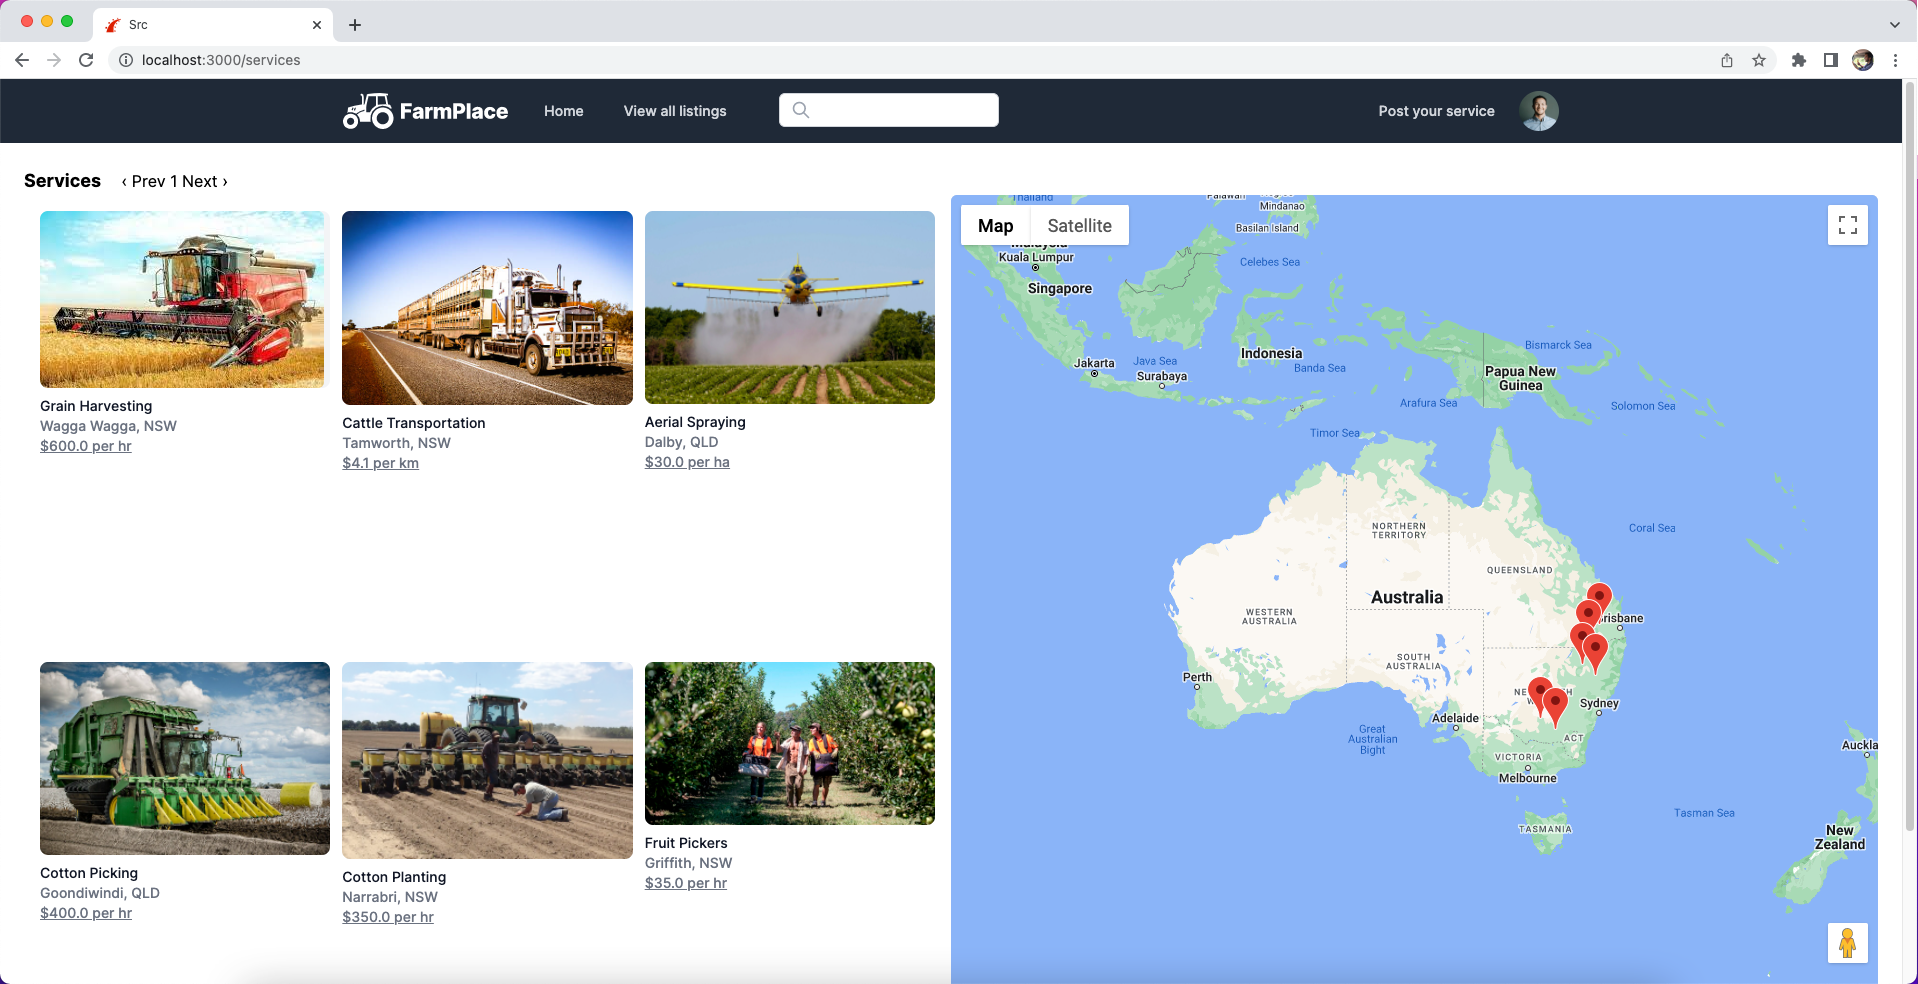 Src
localhost:3000/services
FarmPlace
Home
View all listings
Post your service
Services
‹ Prev 1 Next ›
Grain Harvesting
Wagga Wagga, NSW
$600.0 per hr
Cattle Transportation
Tamworth, NSW
$4.1 per km
Aerial Spraying
Dalby, QLD
$30.0 per ha
Cotton Picking
Goondiwindi, QLD
$400.0 per hr
Cotton Planting
Narrabri, NSW
$350.0 per hr
Fruit Pickers
Griffith, NSW
$35.0 per hr
Map
Satellite
Thailand
Palawan
Mindanao
Basilan Island
Malaysia
Kuala Lumpur
Celebes Sea
Singapore
Indonesia
Jakarta
Java Sea
Surabaya
Banda Sea
Bismarck Sea
Papua New
Guinea
Arafura Sea
Solomon Sea
Timor Sea
Coral Sea
NORTHERN
TERRITORY
QUEENSLAND
Australia
WESTERN
AUSTRALIA
risbane
SOUTH
AUSTRALIA
Perth
NE
H
W
Sydney
Adelaide
Great
Australian
Bight
ACT
VICTORIA
Melbourne
Auckla
Tasman Sea
TASMANIA
New
Zealand